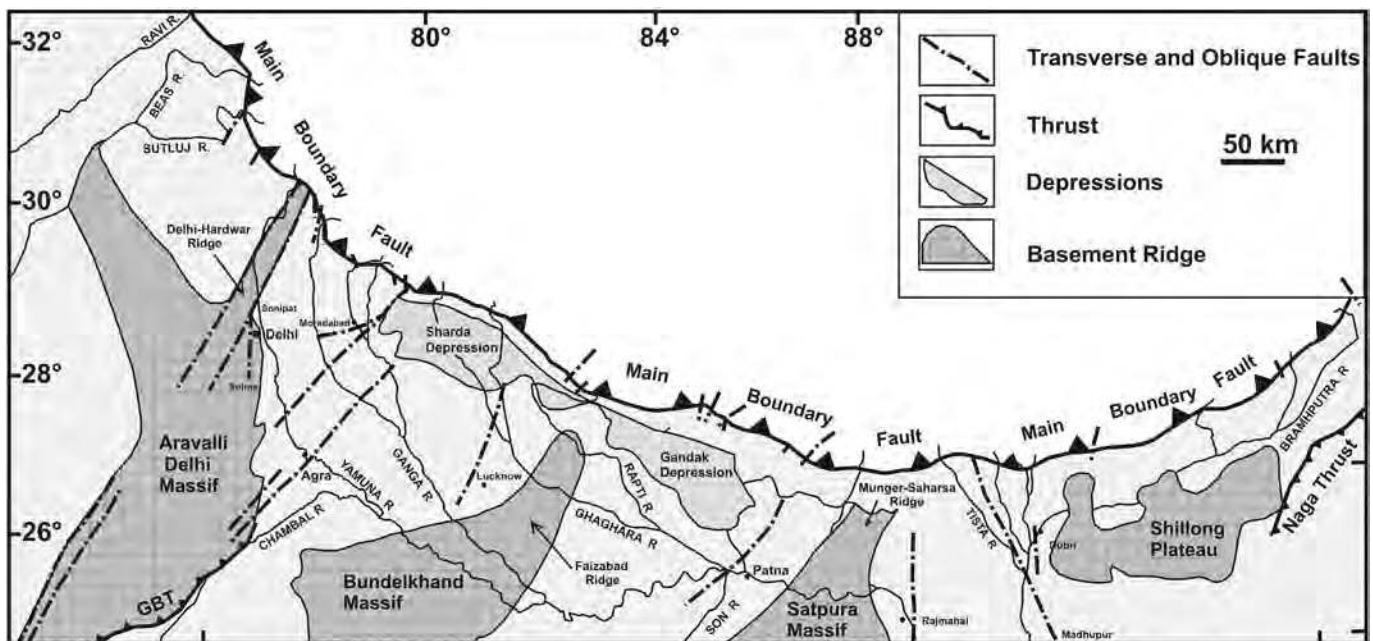 80°
84°
88°
32°
30°
28°
26°
RAVI R.
BEAS R.
SUTLUJ R.
Main
Boundary
Fault
Transverse and Oblique Faults
Thrust
50 km
Depressions
Basement Ridge
Delhi-Hardwar
Ridge
Sonipat
Delhi
Moradabad
Sharda
Depression
Main
Boundary
Fault
Main
Boundary
Fault
BRAMHPUTRA R
Naga Thrust
Aravalli
Delhi
Massif
Agra
YAMUNA R
GANGA R
CHAMBAL R
Lucknow
RAPTI R
Gandak
Depression
GHAGHARA R
Munger-Saharsa
Ridge
TISTA R
Dubri
Shillong
Plateau
GBT
Bundelkhand
Massif
Faizabad
Ridge
Patna
SON R
Satpura
Massif
Rajmahal
Madhupur